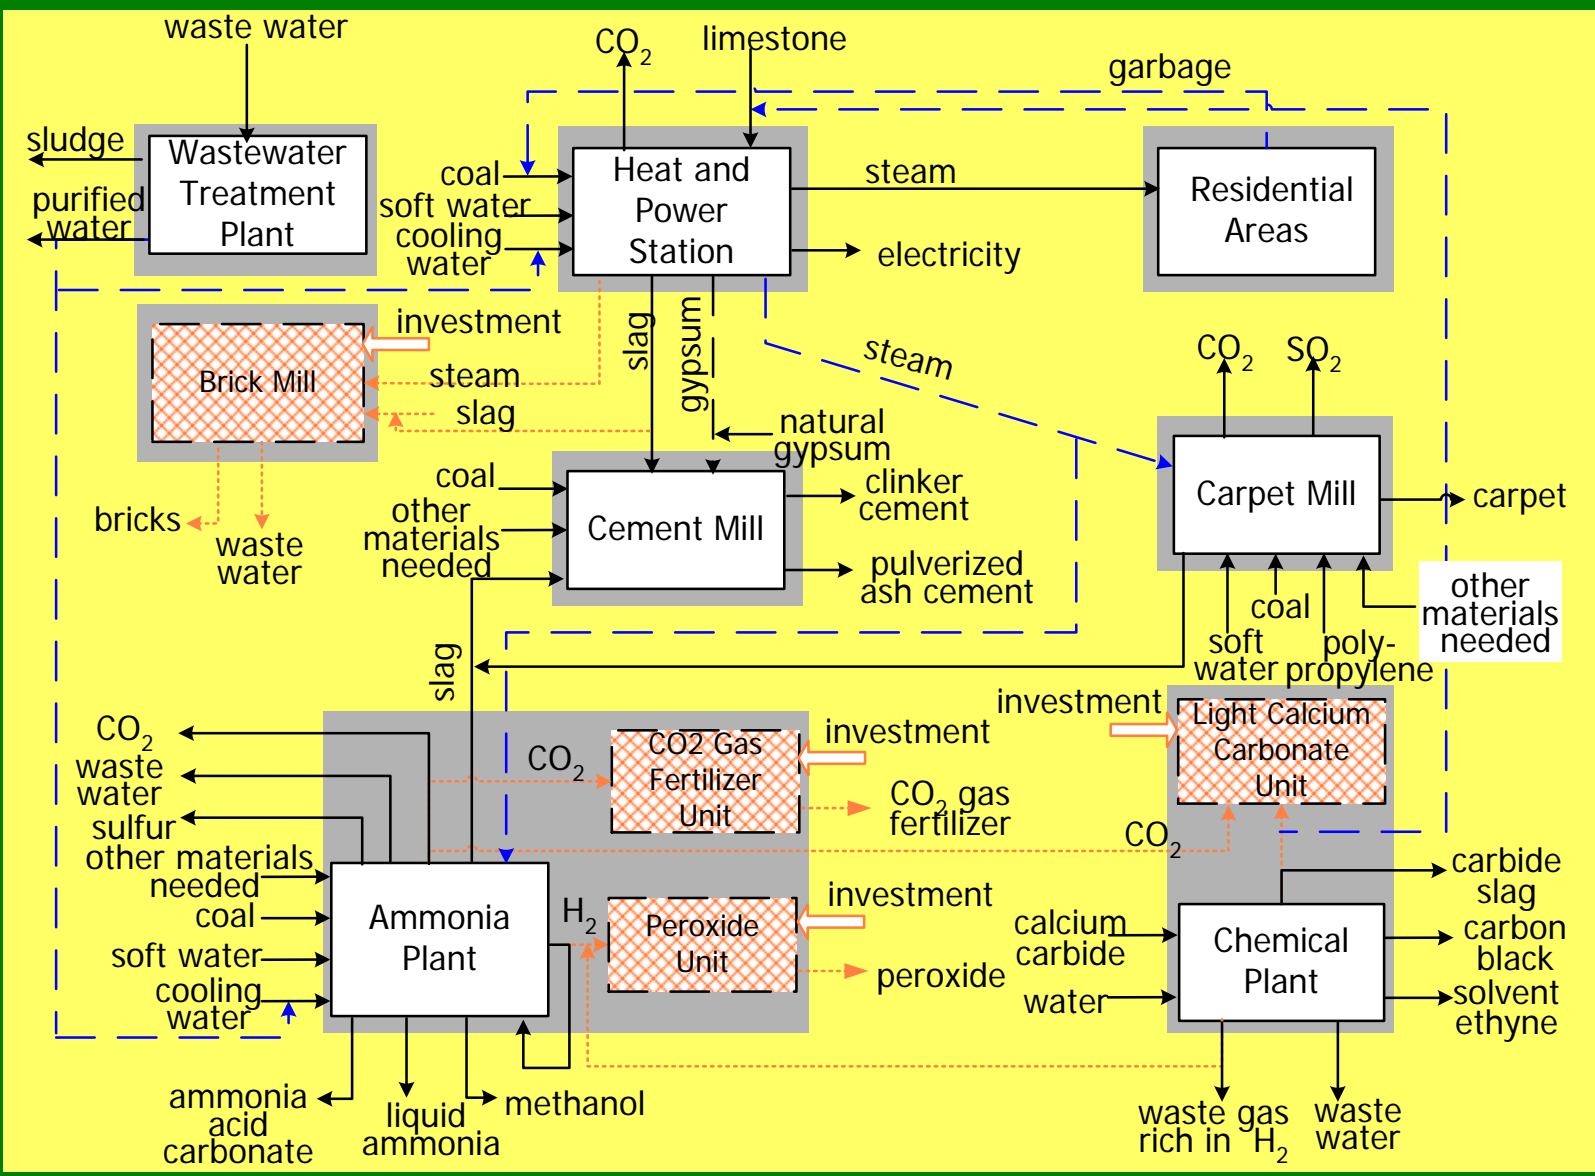 waste water
CO2
limestone
garbage
sludge
purified
water
Wastewater
Treatment
Plant
coal
soft water
cooling
water
Heat and
Power
Station
steam
electricity
Residential
Areas
investment
Brick Mill
steam
slag
bricks
waste
water
slag
gypsum
natural
gypsum
steam
CO2
SO2
coal
other
materials
needed
Cement Mill
clinker
cement
pulverized
ash cement
Carpet Mill
carpet
soft
water
coal
poly-
propylene
other
materials
needed
slag
CO2
waste
water
sulfur
other materials
needed
coal
soft water
cooling
water
Ammonia
Plant
CO2
CO2 Gas
Fertilizer
Unit
investment
CO2 gas
fertilizer
H2
Peroxide
Unit
investment
peroxide
ammonia
acid
carbonate
liquid
ammonia
methanol
investment
Light Calcium
Carbonate
Unit
CO2
calcium
carbide
water
Chemical
Plant
carbide
slag
carbon
black
solvent
ethyne
waste gas
rich in H2
waste
water